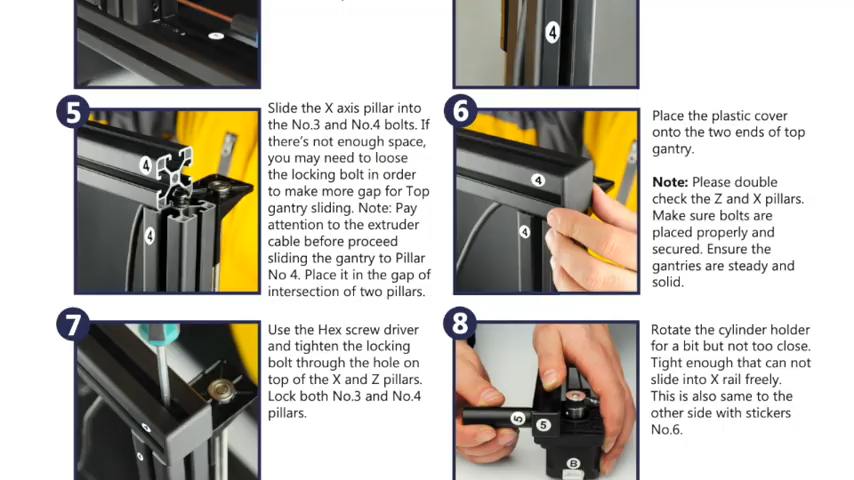 4
5
Slide the X axis pillar into
the No.3 and No.4 bolts. If
there's not enough space,
you may need to loose
the locking bolt in order
to make more gap for Top
gantry sliding. Note: Pay
attention to the extruder
cable before proceed
sliding the gantry to Pillar
No 4. Place it in the gap of
intersection of two pillars.
4
4
6
Place the plastic cover
onto the two ends of top
gantry.
Note: Please double
check the Z and X pillars.
Make sure bolts are
placed properly and
secured. Ensure the
gantries are steady and
solid.
4
4
7
Use the Hex screw driver
and tighten the locking
bolt through the hole on
top of the X and Z pillars.
Lock both No.3 and No.4
pillars.
8
Rotate the cylinder holder
for a bit but not too close.
Tight enough that can not
slide into X rail freely.
This is also same to the
other side with stickers
No.6.
5
5
B